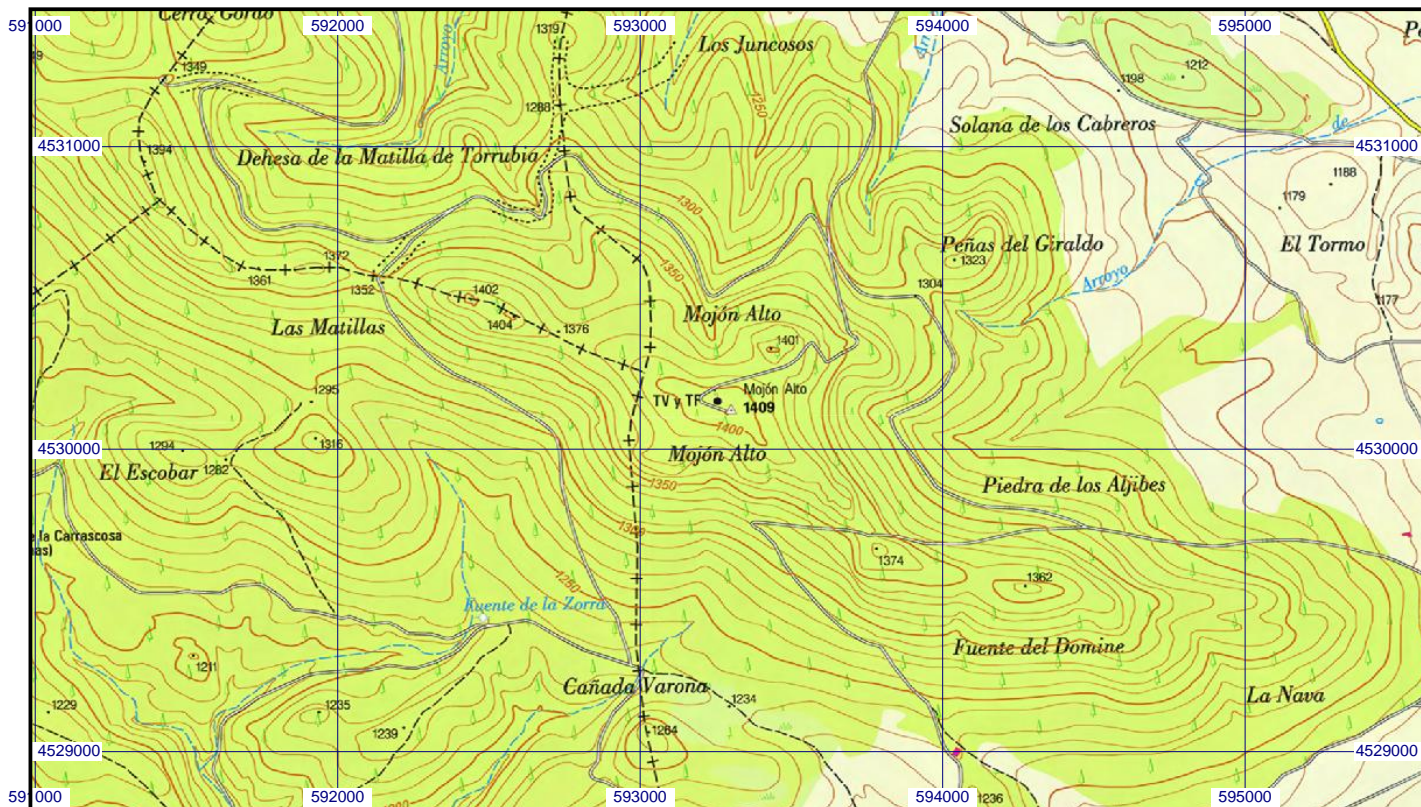 Cerro Gordo
591000
592000
593000
594000
595000
1319
Arroyo
Los Juncosos
1349
1198
1212
1288
1250
Solana de los Cabreros
de
4531000
4531000
1394
Dehesa de la Matilla de Torrubia
1188
1179
1300
Peñas del Giraldo
El Tormo
1323
1372
1361
1352
1350
1304
Arroyo
1177
1402
1404
1376
Las Matillas
Mojón Alto
1401
1295
TV y TF
Mojón Alto
1409
1400
1316
4530000
4530000
1294
1282
El Escobar
Mojón Alto
1350
Piedra de los Aljibes
1300
la Carrascosa
1374
1362
1250
Fuente de la Zorra
1211
Fuente del Domine
Cañada Varona
La Nava
1229
1235
1239
1234
1264
4529000
4529000
591000
592000
593000
594000
595000
1236